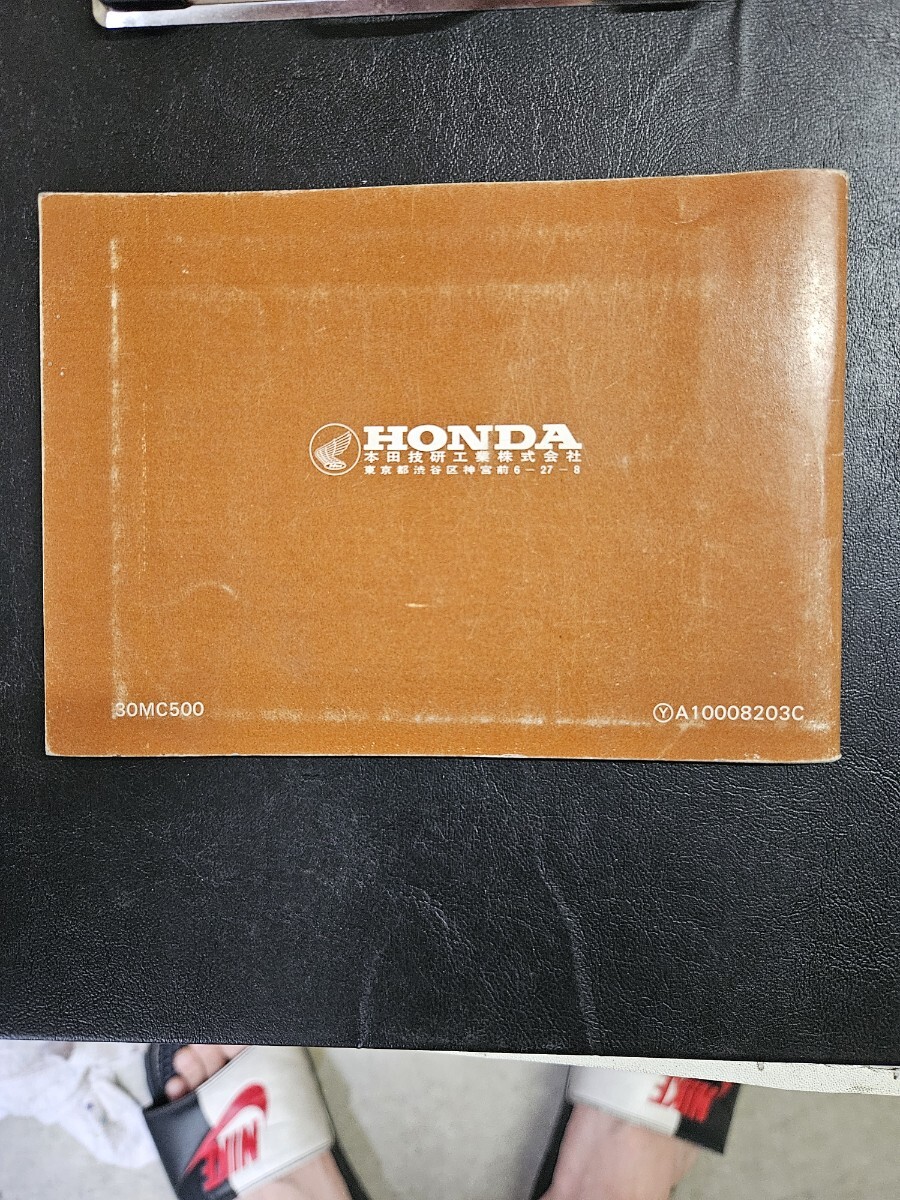 HONDA
本田技研工業株式会社
東京都渋谷区神宮前6-27-8
30MC500
ⓎA10008203C
NIKE
NIKE